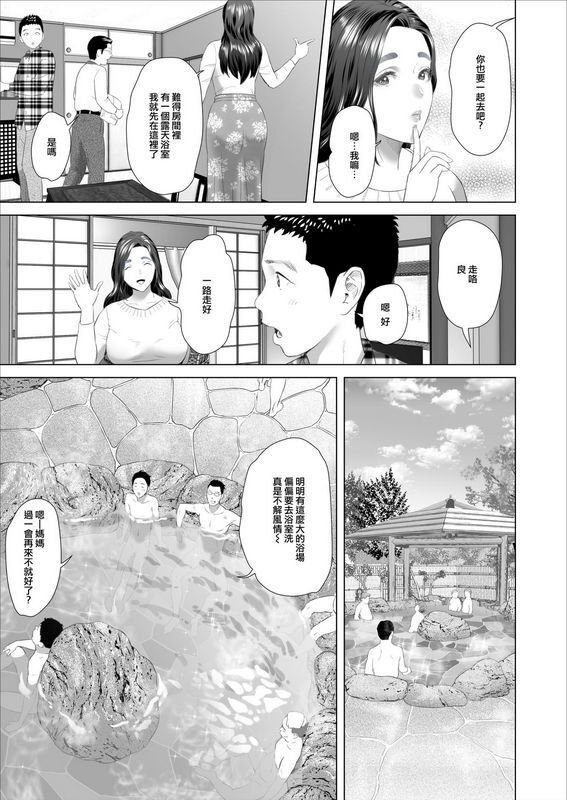 你也要一起去吧？
嗯…我嘛…
難得房間裡
有一個露天浴室
我就先在這裡了
是嗎
走咯
良
嗯 好
一路走好
明明有這麼大的浴場
偏偏要去浴室洗
真是不解風情～
嗯—媽媽
過一會再來不就好了？